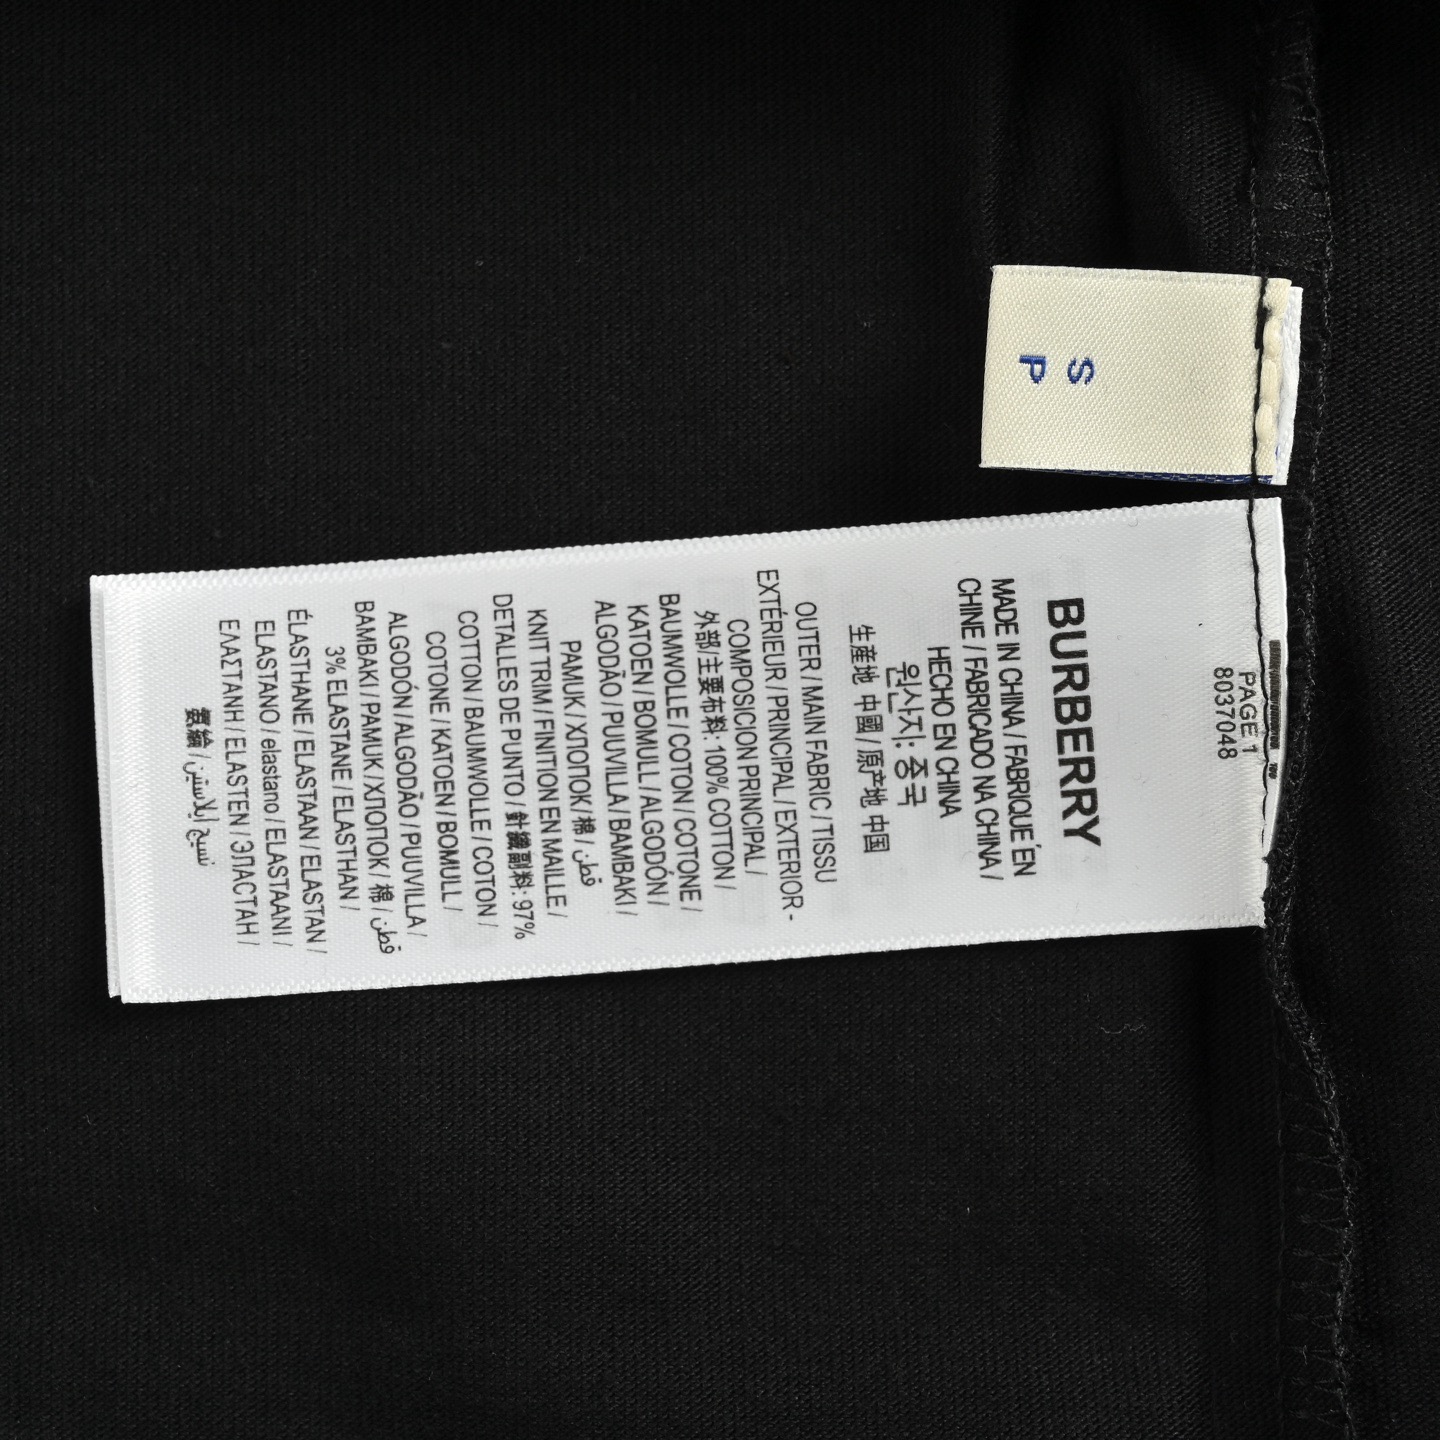 S
P
PAGE 1
8037048
BURBERRY
MADE IN CHINA / FABRIQUÉ EN
CHINE / FABRICADO NA CHINA /
HECHO EN CHINA
원산지: 중국
生産地 中國 / 原产地 中国
OUTER / MAIN FABRIC / TISSU
EXTÉRIEUR / PRINCIPAL / EXTERIOR-
COMPOSICION PRINCIPAL /
外部/主要布料: 100% COTTON /
BAUMWOLLE / COTON / COTONE /
KATOEN / BOMULL / ALGODÓN /
ALGODÃO / PUUVILLA / BAMBAKI /
PAMUK / ХΠΟΠΟΚ / 棉 / قطن
KNIT TRIM / FINITION EN MAILLE /
DETALLES DE PUNTO / 針織副料: 97%
COTTON / BAUMWOLLE / COTON /
COTONE / KATOEN / BOMULL /
ALGODÓN / ALGODÃO / PUUVILLA /
BAMBAKI / PAMUK / ХΠΟΠΟΚ / 棉 / قطن
3% ELASTANE / ELASTHAN /
ÉLASTHANE / ELASTAAN / ELASTAN /
ELASTANO / elastano / ELASTAANI /
ΕΛΑΣΤΑΝΗ / ELASTEN / ЭЛАСТАН /
氨綸 / نسيج إيلاستين